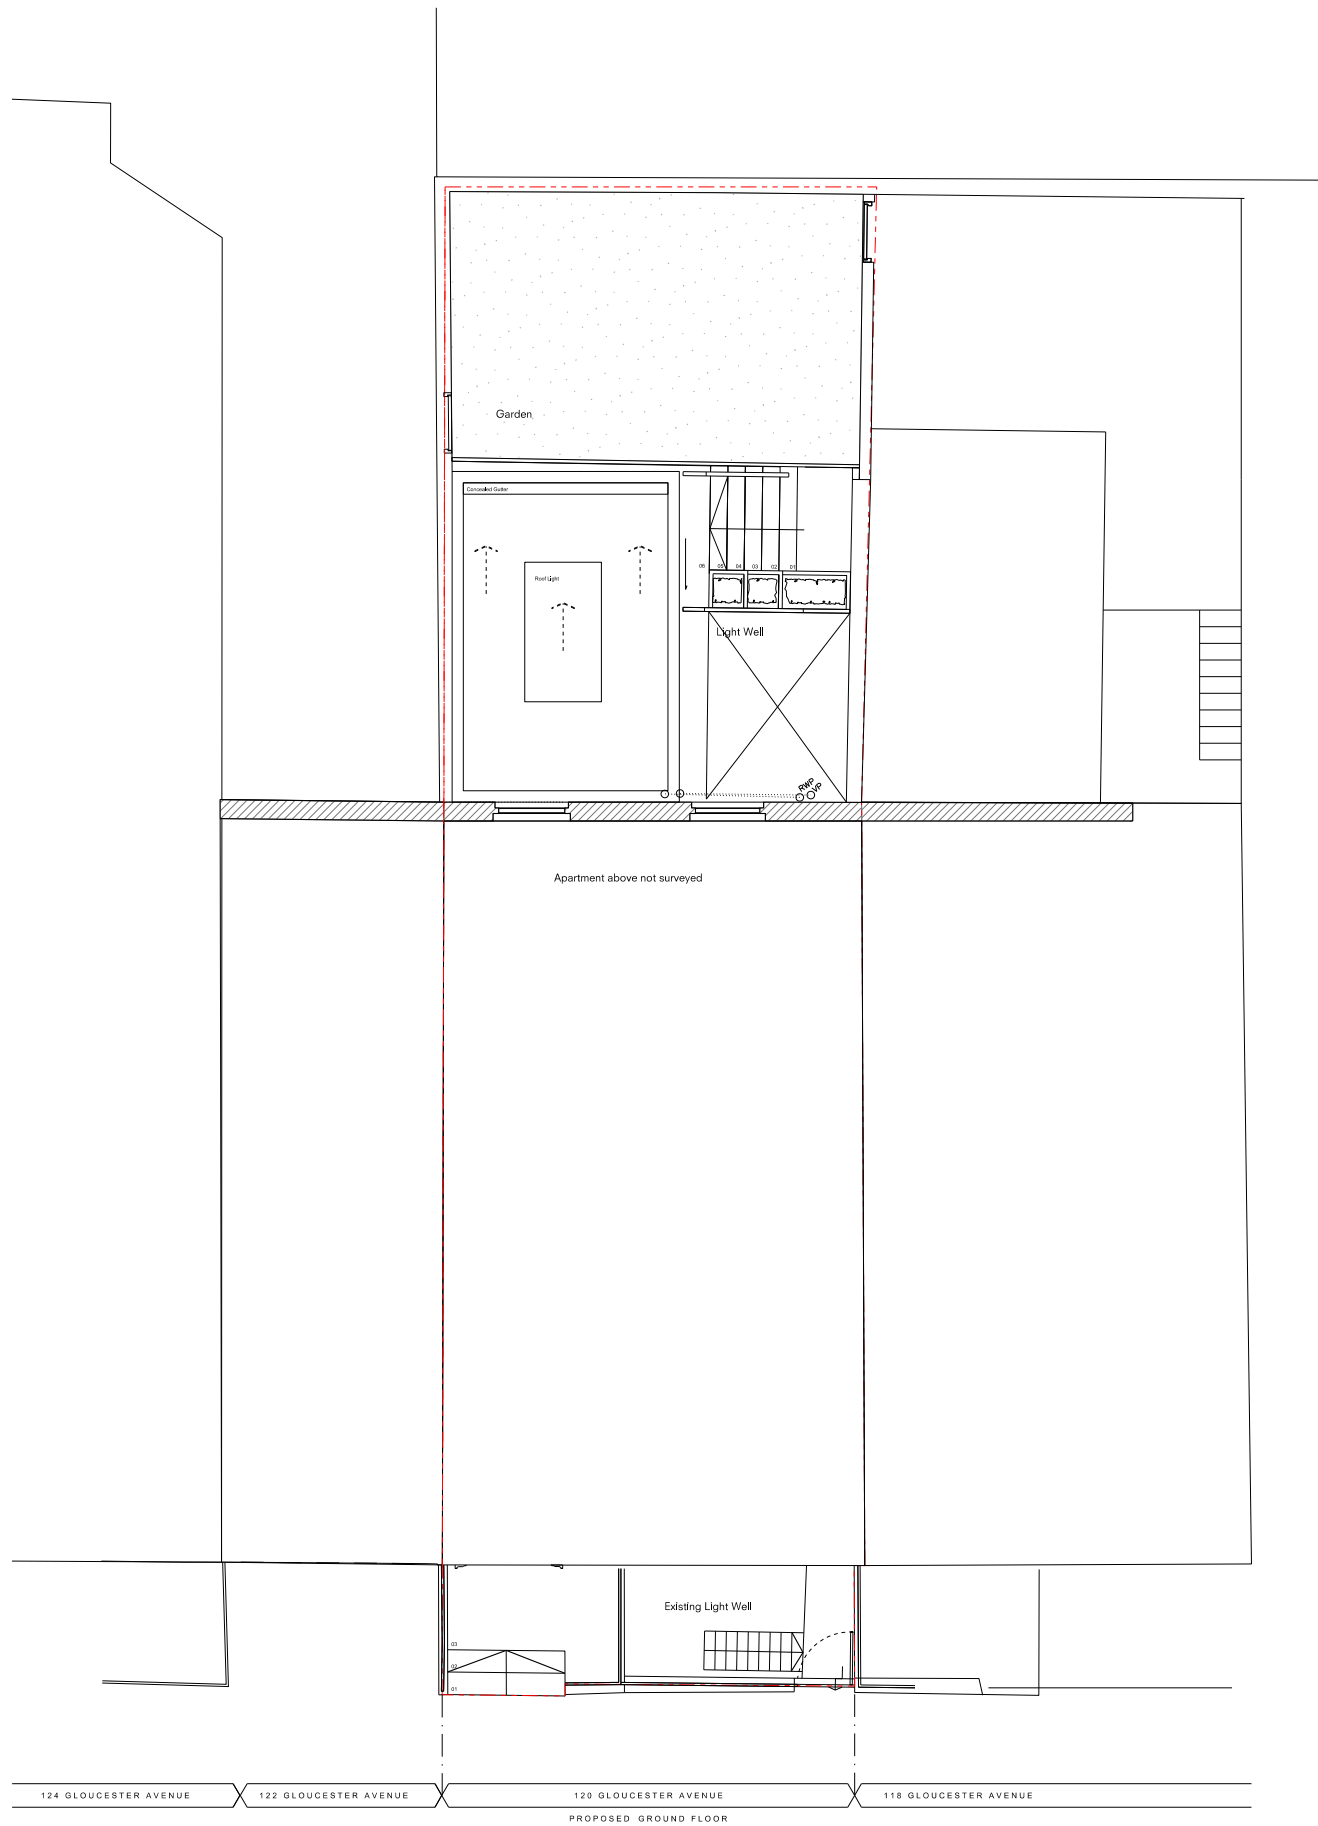 Garden
Concealed Gutter
Roof Light
06 05 04 03 02 01
Light Well
RWP
VP
Apartment above not surveyed
Existing Light Well
03
02
01
124 GLOUCESTER AVENUE
122 GLOUCESTER AVENUE
120 GLOUCESTER AVENUE
118 GLOUCESTER AVENUE
PROPOSED GROUND FLOOR